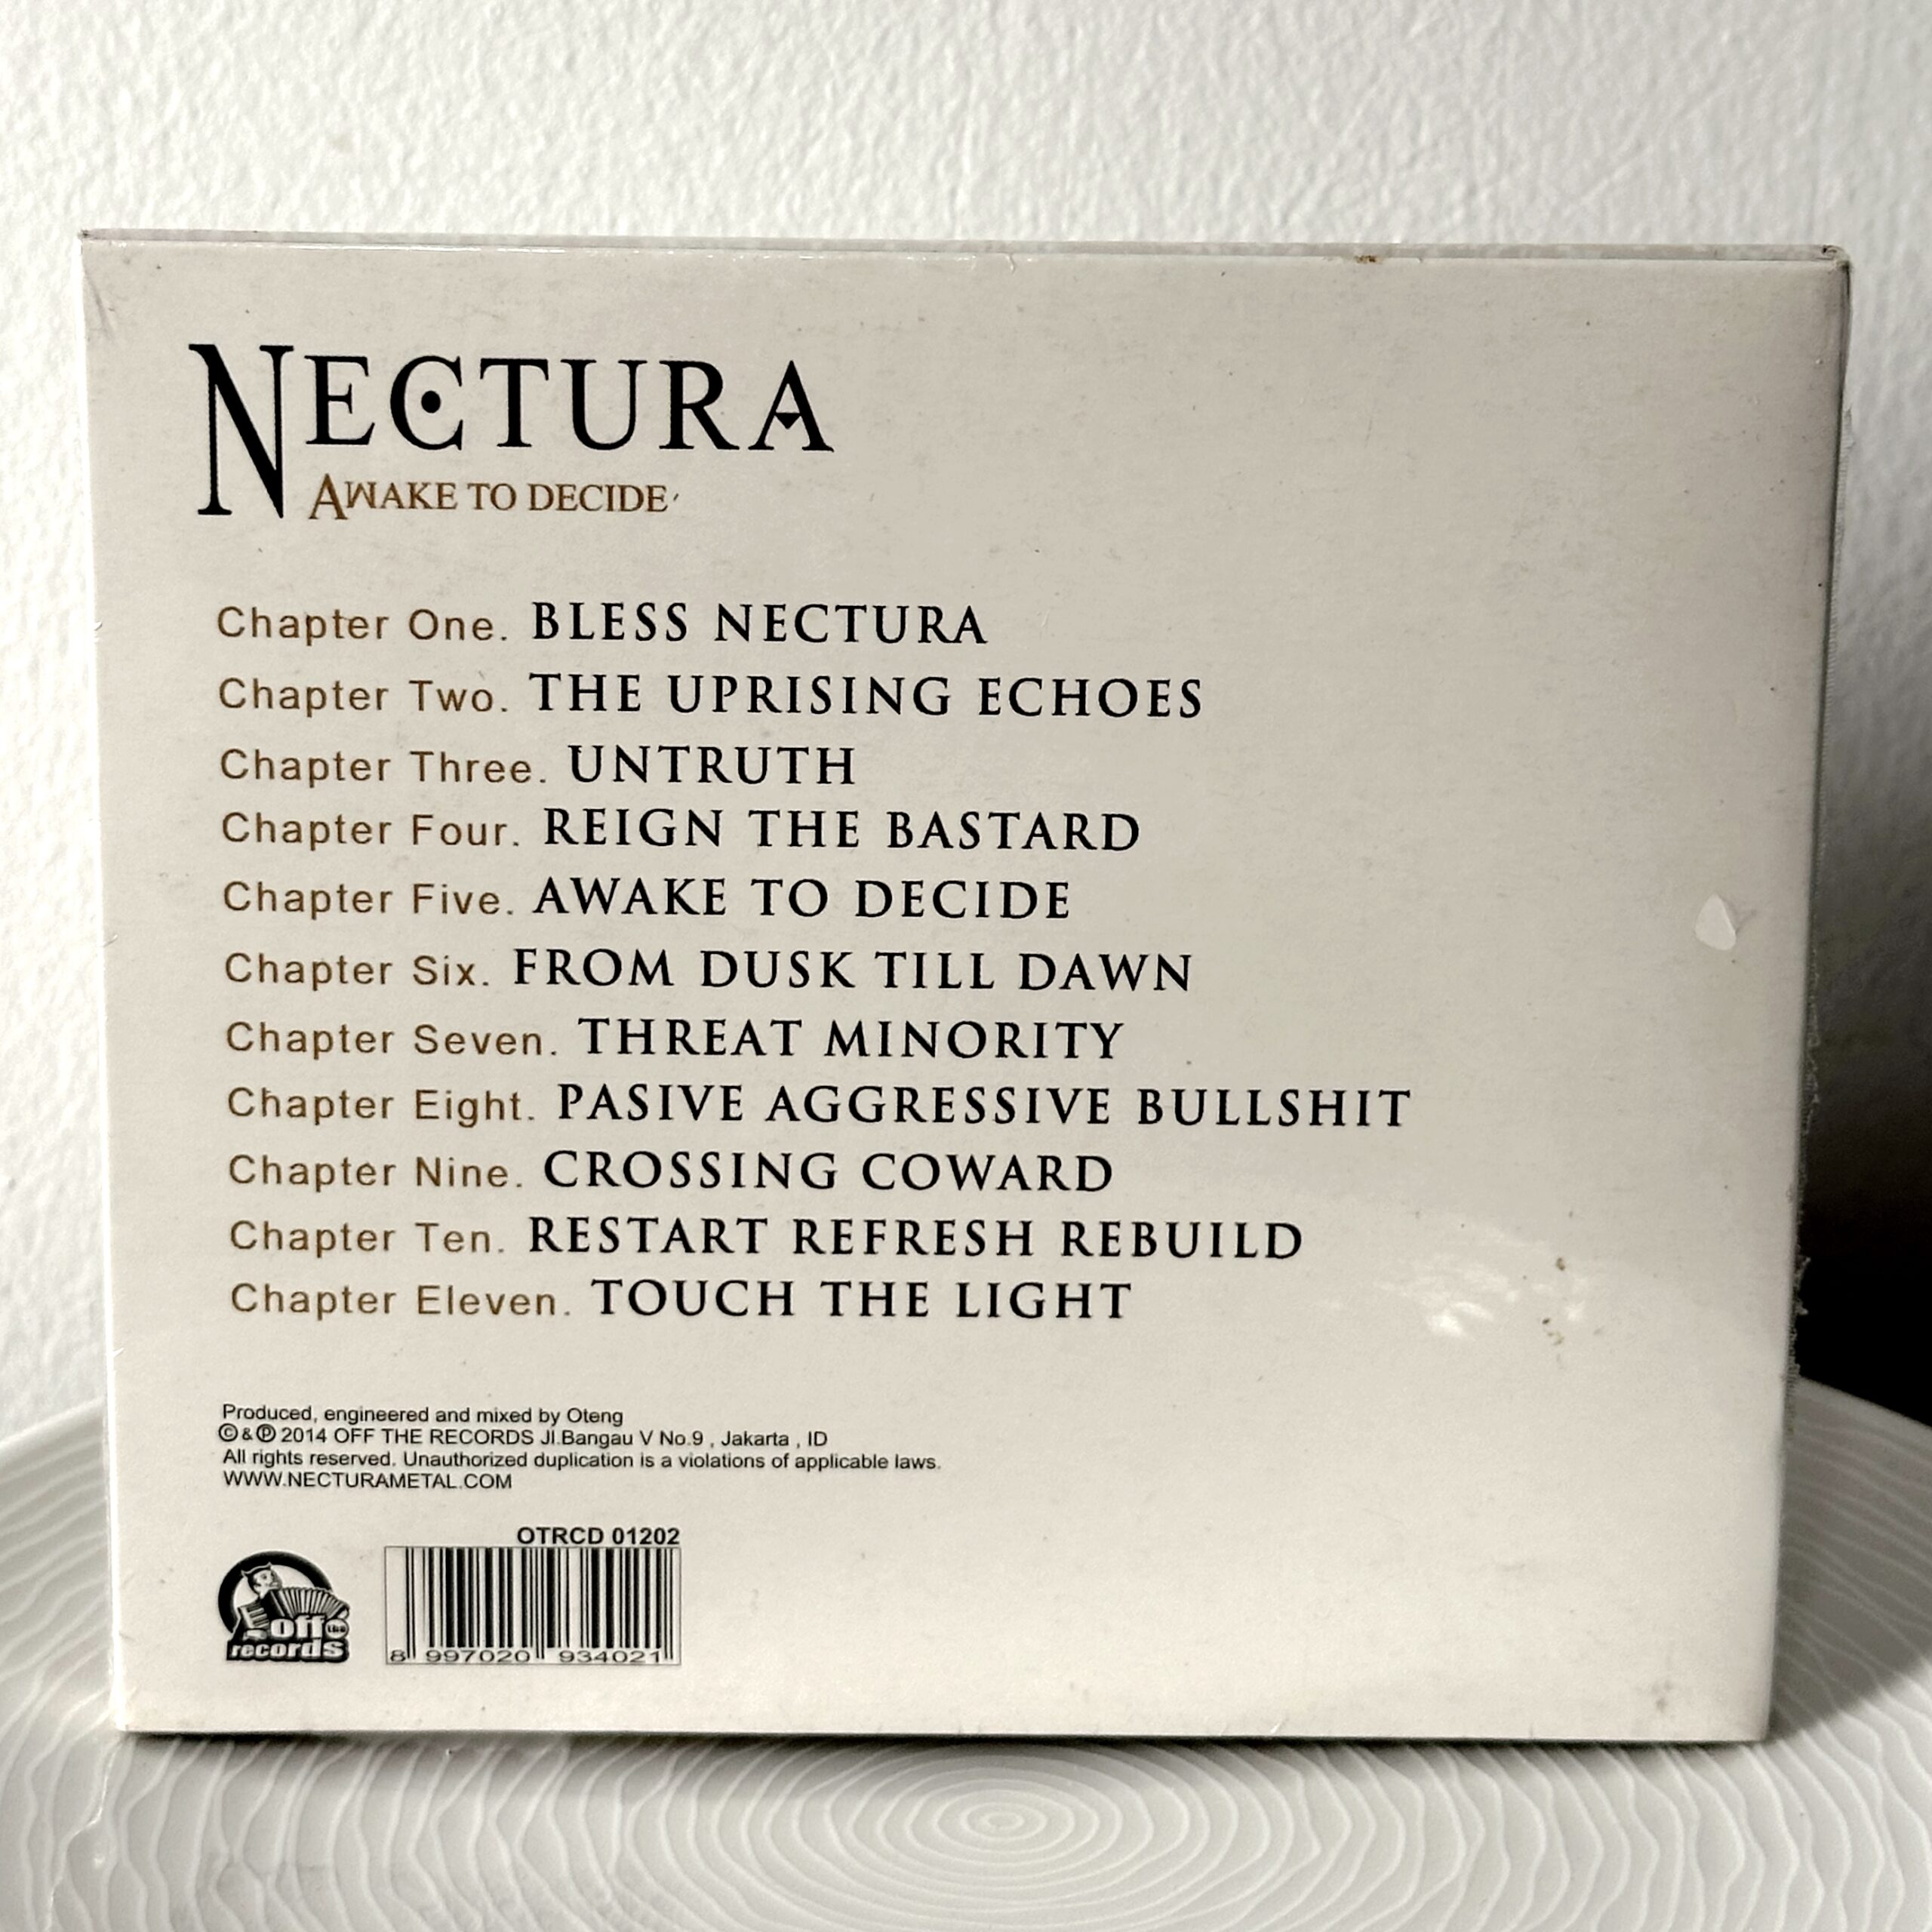 NECTURA
AWAKE TO DECIDE
Chapter One. BLESS NECTURA
Chapter Two. THE UPRISING ECHOES
Chapter Three. UNTRUTH
Chapter Four. REIGN THE BASTARD
Chapter Five. AWAKE TO DECIDE
Chapter Six. FROM DUSK TILL DAWN
Chapter Seven. THREAT MINORITY
Chapter Eight. PASIVE AGGRESSIVE BULLSHIT
Chapter Nine. CROSSING COWARD
Chapter Ten. RESTART REFRESH REBUILD
Chapter Eleven. TOUCH THE LIGHT
Produced, engineered and mixed by Oteng
©&℗ 2014 OFF THE RECORDS Jl.Bangau V No.9 , Jakarta , ID
All rights reserved. Unauthorized duplication is a violations of applicable laws.
WWW.NECTURAMETAL.COM
OTRCD 01202
off the
records
8 997020 934021